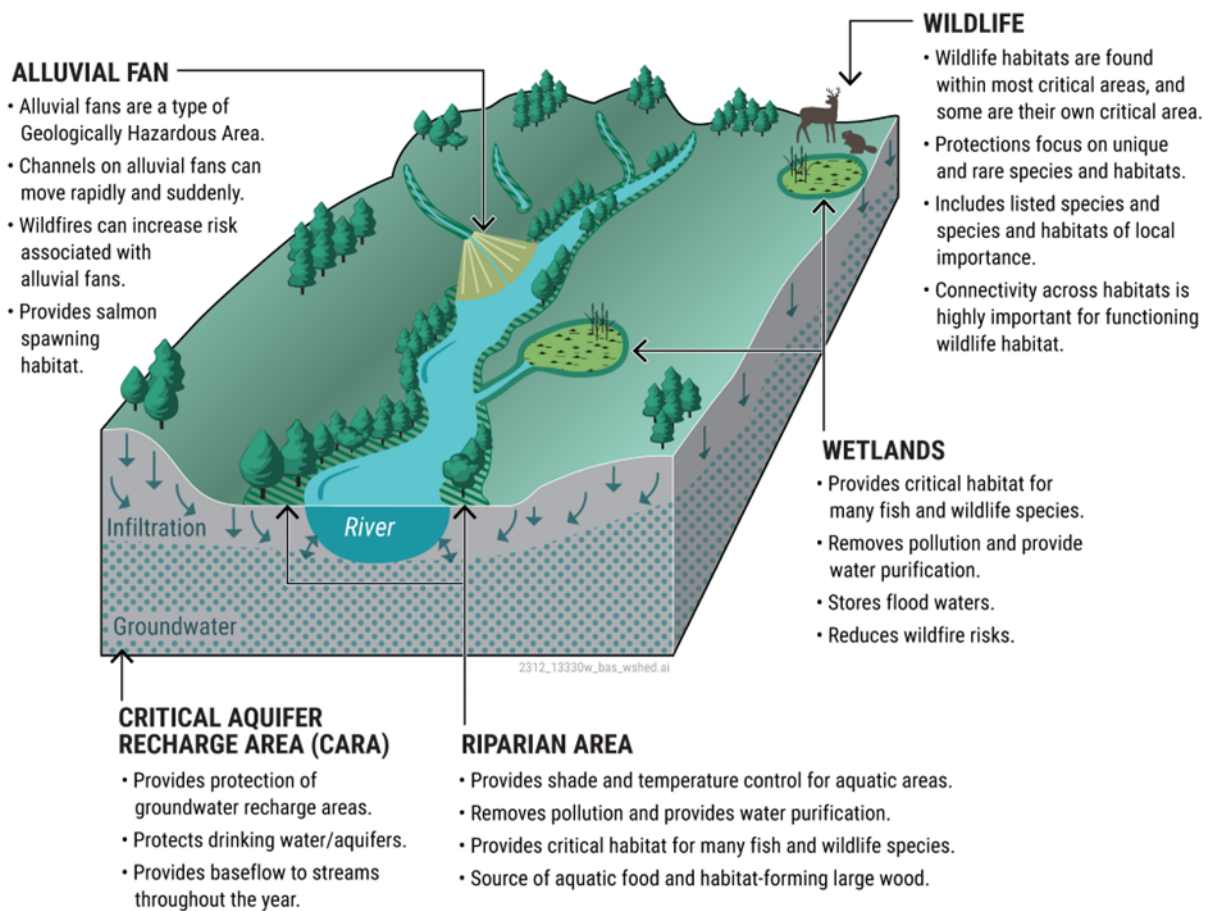 WILDLIFE
• Wildlife habitats are found
within most critical areas, and
some are their own critical area.
• Protections focus on unique
and rare species and habitats.
• Includes listed species and
species and habitats of local
importance.
• Connectivity across habitats is
highly important for functioning
wildlife habitat.
ALLUVIAL FAN
• Alluvial fans are a type of
Geologically Hazardous Area.
• Channels on alluvial fans can
move rapidly and suddenly.
• Wildfires can increase risk
associated with
alluvial fans.
• Provides salmon
spawning
habitat.
WETLANDS
• Provides critical habitat for
many fish and wildlife species.
• Removes pollution and provide
water purification.
• Stores flood waters.
• Reduces wildfire risks.
Infiltration
River
Groundwater
2312_13330w_bas_wshed.ai
CRITICAL AQUIFER
RECHARGE AREA (CARA)
• Provides protection of
groundwater recharge areas.
• Protects drinking water/aquifers.
• Provides baseflow to streams
throughout the year.
RIPARIAN AREA
• Provides shade and temperature control for aquatic areas.
• Removes pollution and provides water purification.
• Provides critical habitat for many fish and wildlife species.
• Source of aquatic food and habitat-forming large wood.